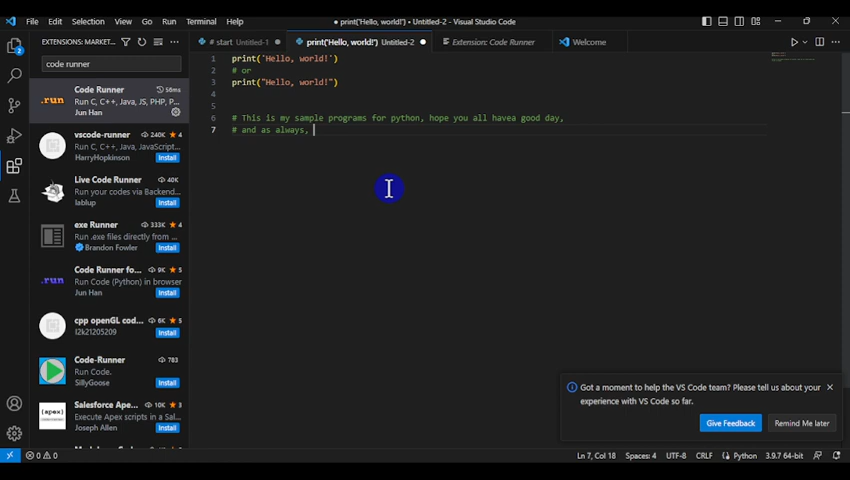 File Edit Selection View Go Run Terminal Help
print('Hello, world!') Untitled-2 - Visual Studio Code
EXTENSIONS: MARKET...
# start Untitled-1
print('Hello, world!') Untitled-2
Extension: Code Runner
Welcome
code runner
Code Runner 58ms
Run C, C++, Java, JS, PHP, P...
Jun Han
vscode-runner 240K 4
Run C, C++, Java, JavaScript...
HarryHopkinson Install
Live Code Runner 40K
Run your codes via Backend...
lablup Install
exe Runner 333K 4
Run .exe files directly from ...
Brandon Fowler Install
Code Runner fo... 9K 5
Run Code (Python) in browser
Jun Han Install
cpp openGL cod... 6K 5
l2k21205209 Install
Code-Runner 783
Run Code.
SillyGoose Install
Salesforce Ape... 10K 3
Execute Apex scripts in a Sal...
Joseph Allen Install
1 print('Hello, world!')
2 # or
3 print("Hello, world!")
4
5
6 # This is my sample programs for python, hope you all havea good day,
7 # and as always,
Got a moment to help the VS Code team? Please tell us about your
experience with VS Code so far.
Give Feedback Remind Me later
0 0 Ln 7, Col 18 Spaces: 4 UTF-8 CRLF Python 3.9.7 64-bit